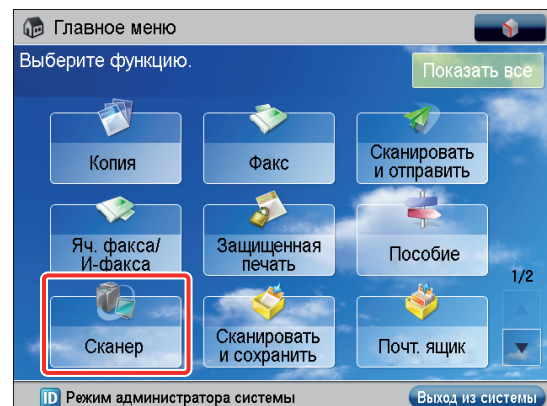 Главное меню
Выберите функцию.
Показать все
Копия
Факс
Сканировать
и отправить
Яч. факса/
И-факса
Защищенная
печать
Пособие
1/2
Сканер
Сканировать
и сохранить
Почт. ящик
ID Режим администратора системы
Выход из системы